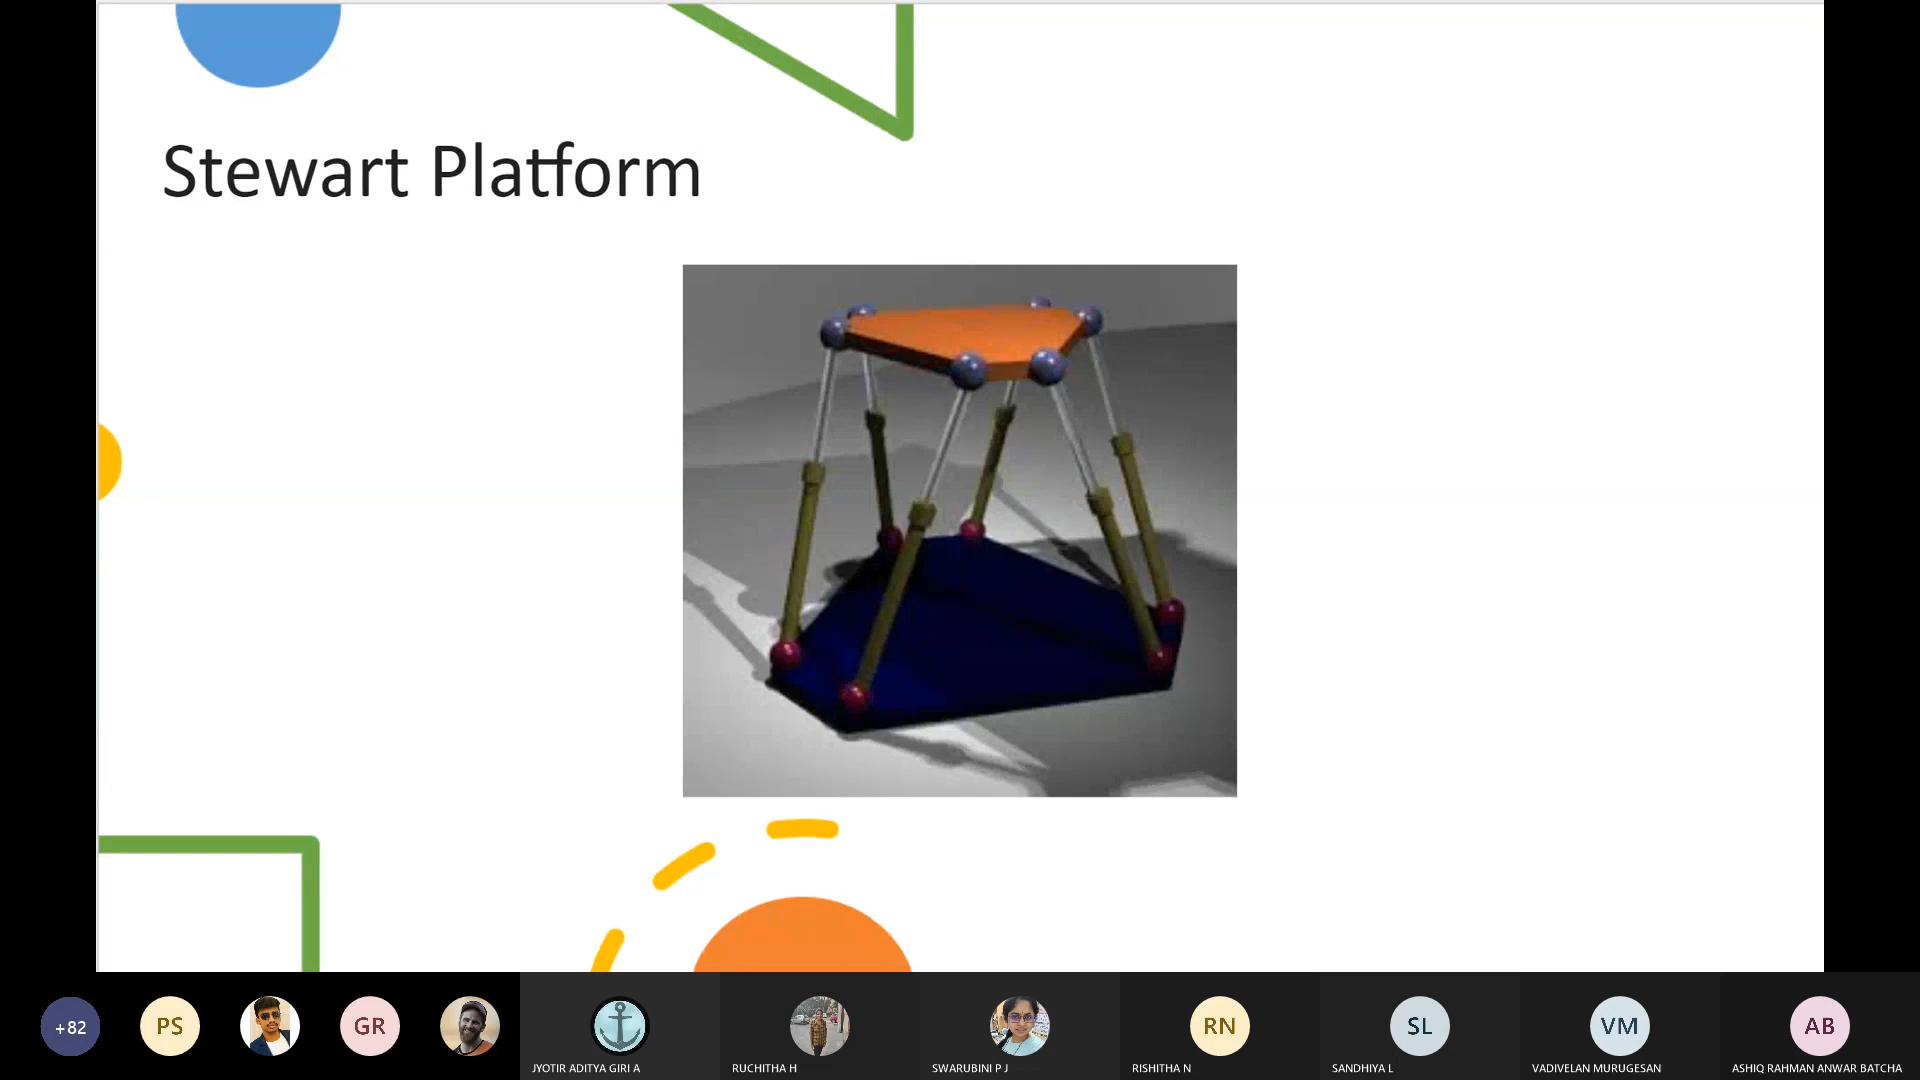 Stewart Platform
+82
PS
GR
RN
SL
VM
AB
JYOTIR ADITYA GIRI A
RUCHITHA H
SWARUBINI P J
RISHITHA N
SANDHIYA L
VADIVELAN MURUGESAN
ASHIQ RAHMAN ANWAR BATCHA